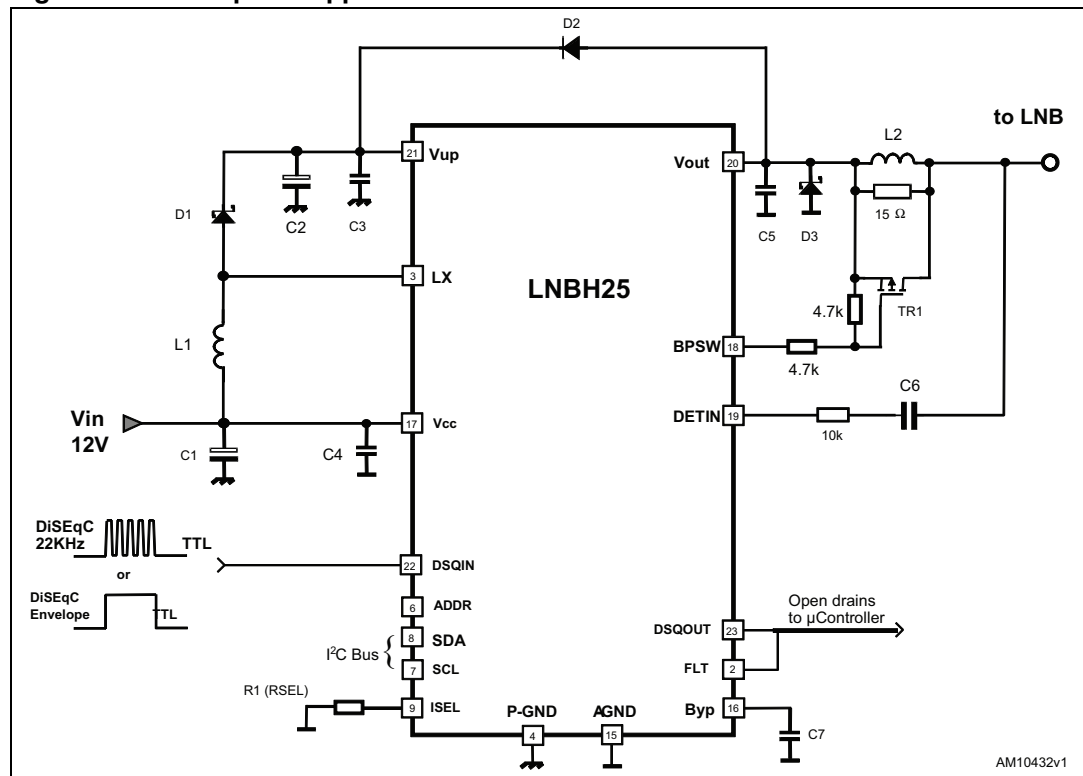 D2
to LNB
L2
21
Vup
Vout
20
D1
C2
C3
C5
D3
15 Ω
3
LX
LNBH25
4.7k
TR1
L1
BPSW
18
4.7k
C6
Vin
12V
17
Vcc
DETIN
19
10k
C1
C4
DiSEqC
22KHz
TTL
or
22
DSQIN
DiSEqC
Envelope
TTL
6
ADDR
Open drains
to µController
I²C Bus
8
SDA
DSQOUT
23
7
SCL
FLT
2
R1 (RSEL)
9
ISEL
P-GND
AGND
Byp
16
4
15
C7
AM10432v1